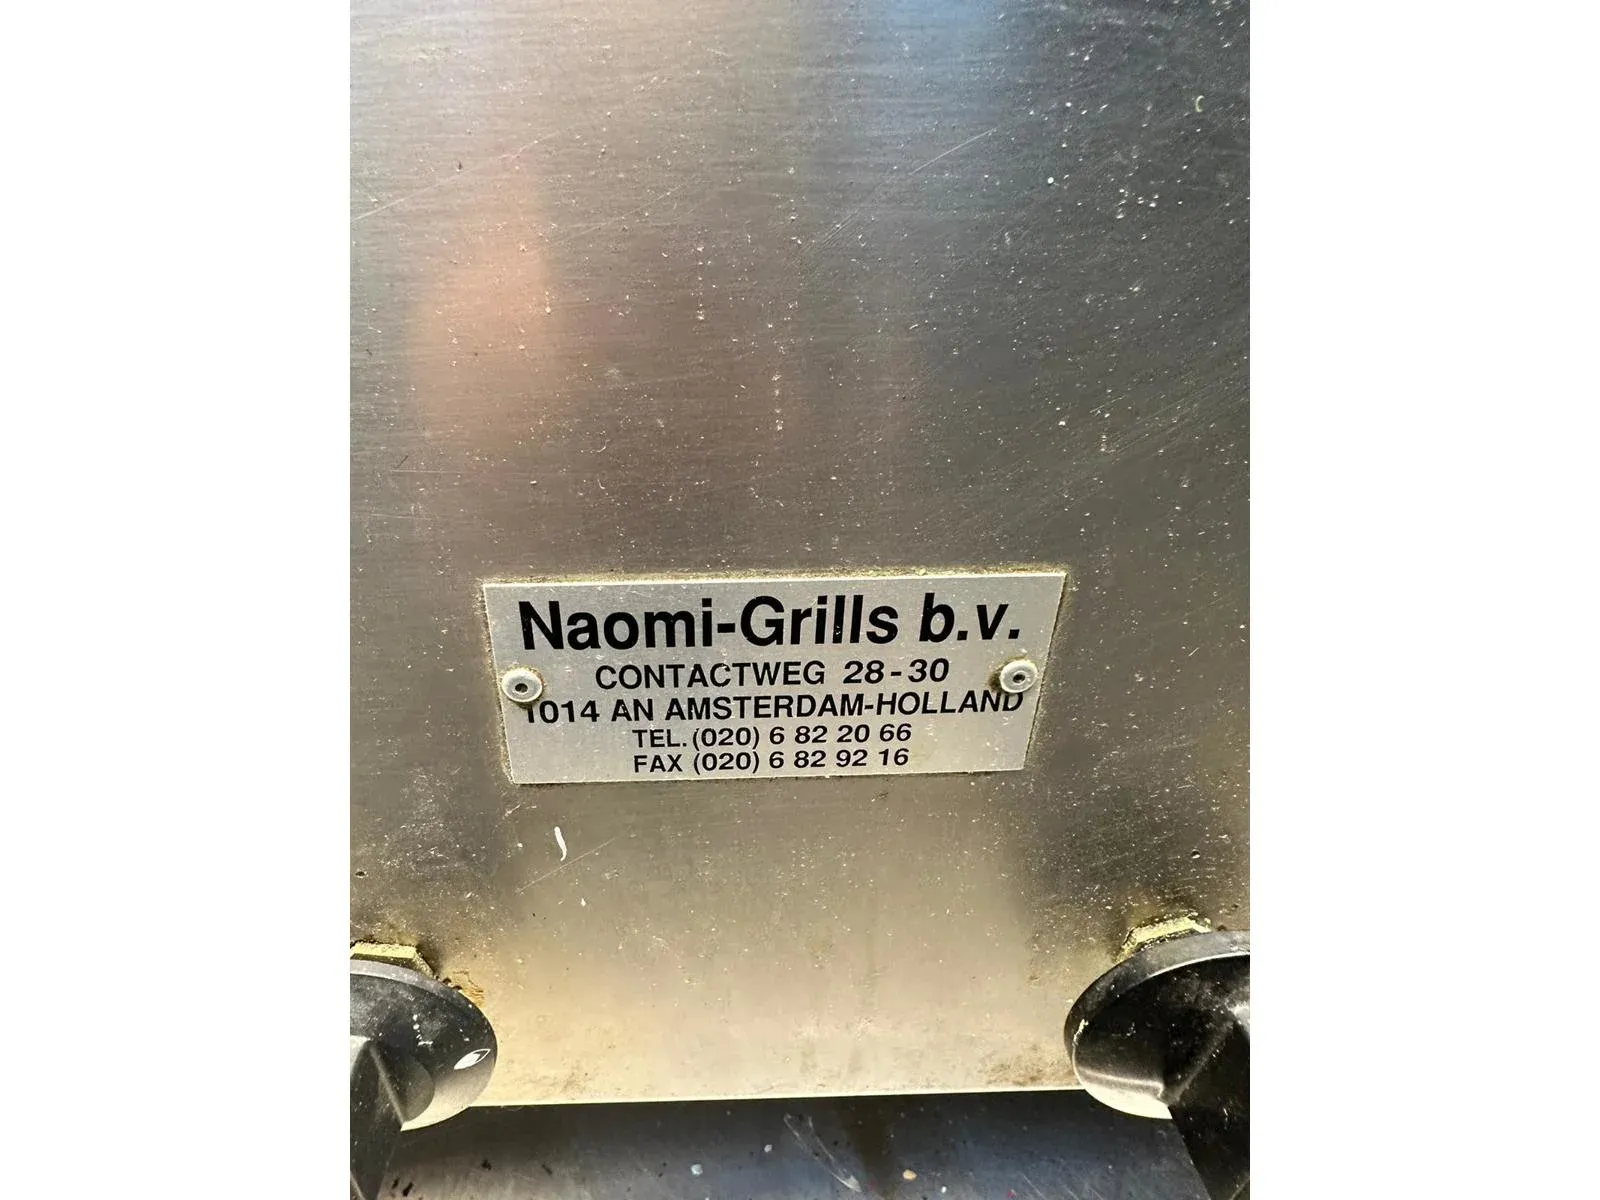 Naomi-Grills b.v.
CONTACTWEG 28-30
1014 AN AMSTERDAM-HOLLAND
TEL. (020) 6 82 20 66
FAX (020) 6 82 92 16